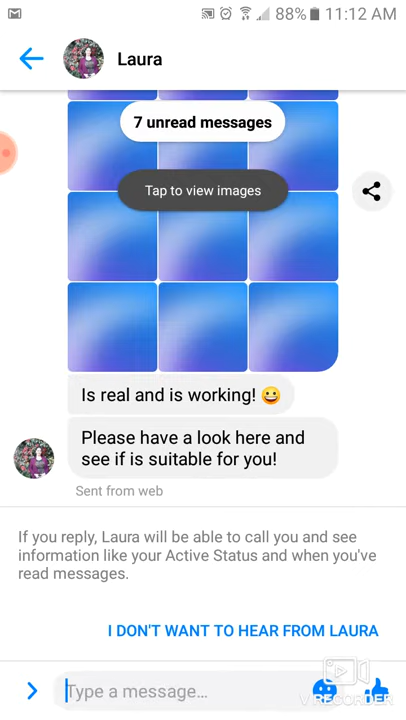 88% 11:12 AM
Laura
7 unread messages
Tap to view images
Is real and is working! 😀
Please have a look here and
see if is suitable for you!
Sent from web
If you reply, Laura will be able to call you and see
information like your Active Status and when you've
read messages.
I DON'T WANT TO HEAR FROM LAURA
Type a message...
V RECORDER